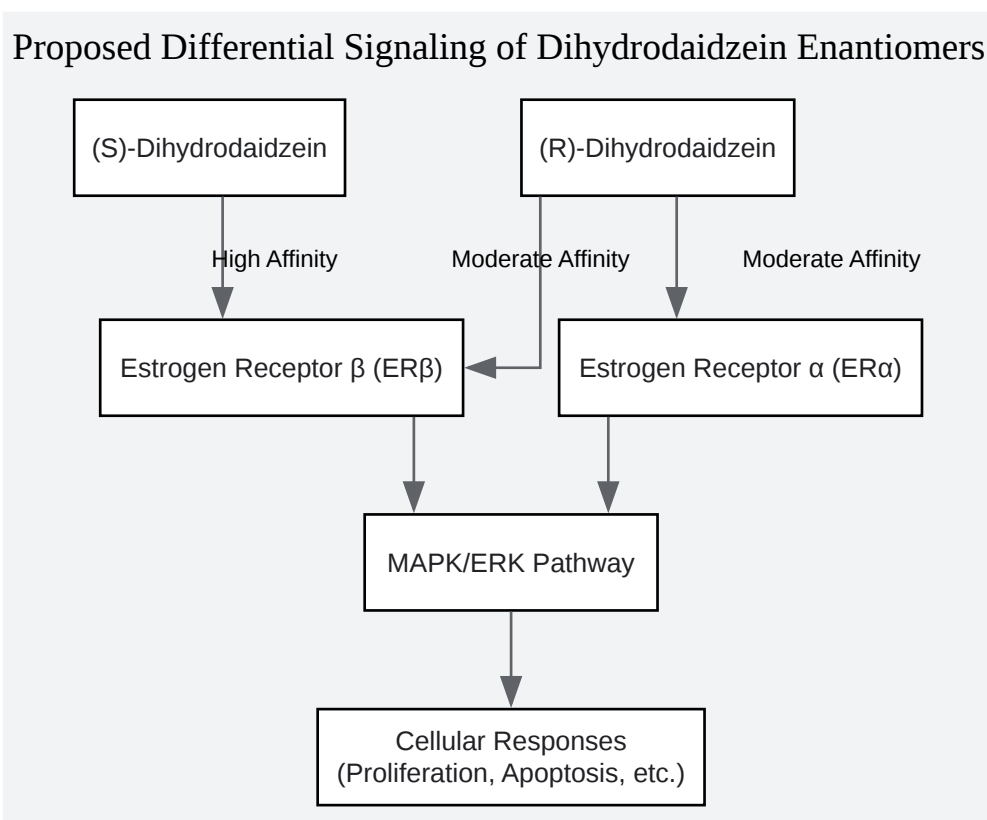 Proposed Differential Signaling of Dihydrodaidzein Enantiomers
(S)-Dihydrodaidzein
(R)-Dihydrodaidzein
High Affinity
Moderate Affinity
Moderate Affinity
Estrogen Receptor β (ERβ)
Estrogen Receptor α (ERα)
MAPK/ERK Pathway
Cellular Responses
(Proliferation, Apoptosis, etc.)